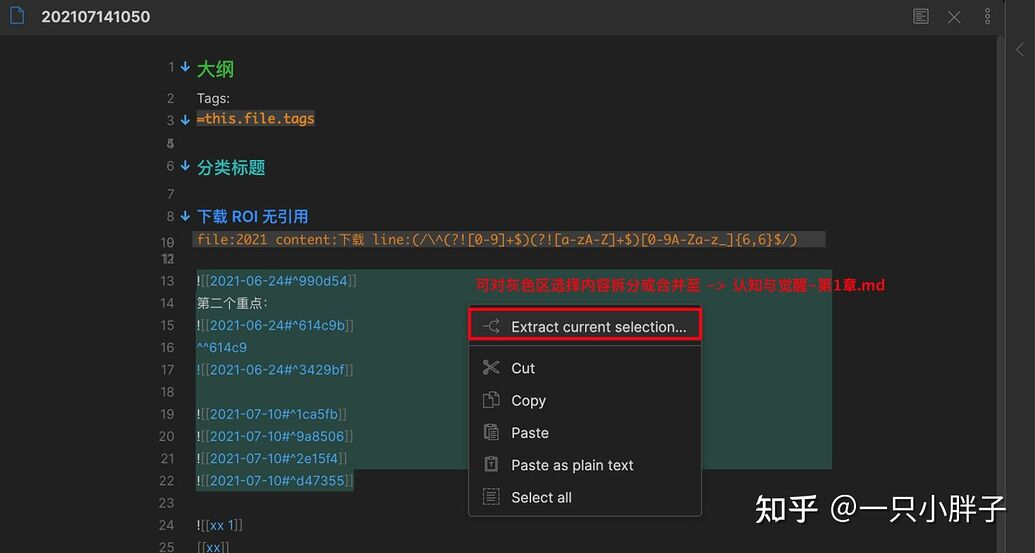 202107141050
1 大纲
2 Tags:
3 =this.file.tags
5
6 分类标题
7
8 下载 ROI 无引用
10 file:2021 content:下载 line:(/\^(?![0-9]+$)(?![a-zA-Z]+$)[0-9A-Za-z_]{6,6}$/)
12
13 ![[2021-06-24#^990d54]]
可对灰色区选择内容拆分或合并至 -> 认知与觉醒-第1章.md
14 第二个重点:
15 ![[2021-06-24#^614c9b]]
16 ^^614c9
17 ![[2021-06-24#^3429bf]]
18
19 ![[2021-07-10#^1ca5fb]]
20 ![[2021-07-10#^9a8506]]
21 ![[2021-07-10#^2e15f4]]
22 ![[2021-07-10#^d47355]]
23
24 ![[xx 1]]
25 [[xx]]
Extract current selection...
Cut
Copy
Paste
Paste as plain text
Select all
知乎 @一只小胖子